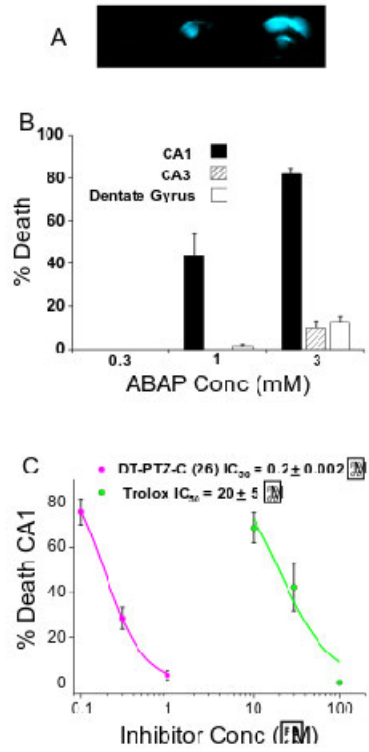 A
B
100
80
60
40
20
0
% Death
CA1
CA3
Dentate Gyrus
0.3 1 3
ABAP Conc (mM)
C
DT-PTZ-C (26) IC50 = 0.2 ± 0.002
Trolox IC50 = 20 ± 5
80
60
40
20
0
% Death CA1
0.1 1 10 100
Inhibitor Conc ( M)